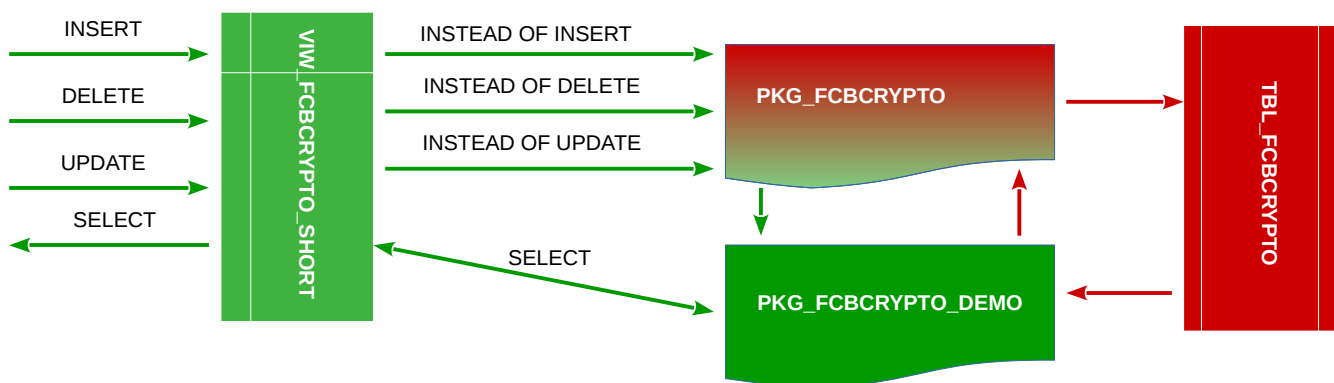 INSERT
DELETE
UPDATE
SELECT
VIW_FCBCRYPTO_SHORT
INSTEAD OF INSERT
INSTEAD OF DELETE
INSTEAD OF UPDATE
SELECT
PKG_FCBCRYPTO
PKG_FCBCRYPTO_DEMO
TBL_FCBCRYPTO